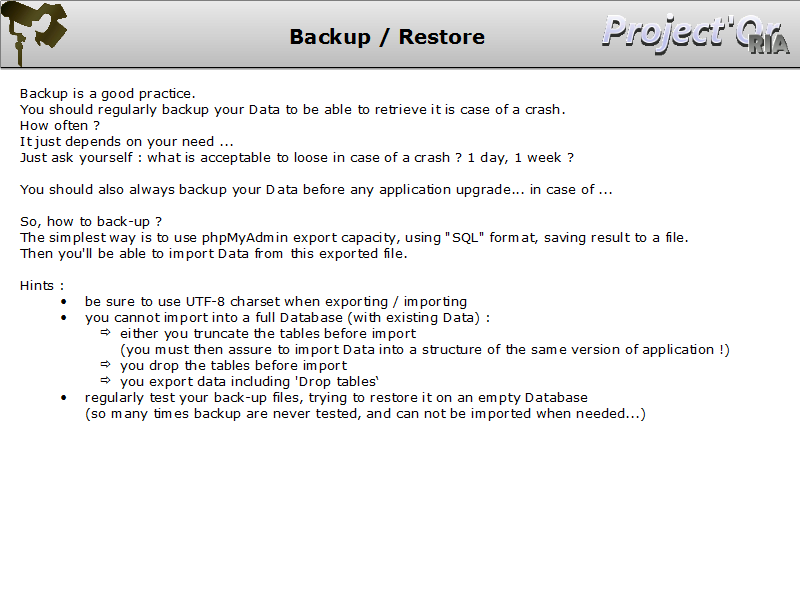 Backup / Restore
Project'Or
RIA
Backup is a good practice.
You should regularly backup your Data to be able to retrieve it is case of a crash.
How often ?
It just depends on your need ...
Just ask yourself : what is acceptable to loose in case of a crash ? 1 day, 1 week ?
You should also always backup your Data before any application upgrade... in case of ...
So, how to back-up ?
The simplest way is to use phpMyAdmin export capacity, using "SQL" format, saving result to a file.
Then you'll be able to import Data from this exported file.
Hints :
• be sure to use UTF-8 charset when exporting / importing
• you cannot import into a full Database (with existing Data) :
⇨ either you truncate the tables before import
(you must then assure to import Data into a structure of the same version of application !)
⇨ you drop the tables before import
⇨ you export data including 'Drop tables‘
• regularly test your back-up files, trying to restore it on an empty Database
(so many times backup are never tested, and can not be imported when needed...)